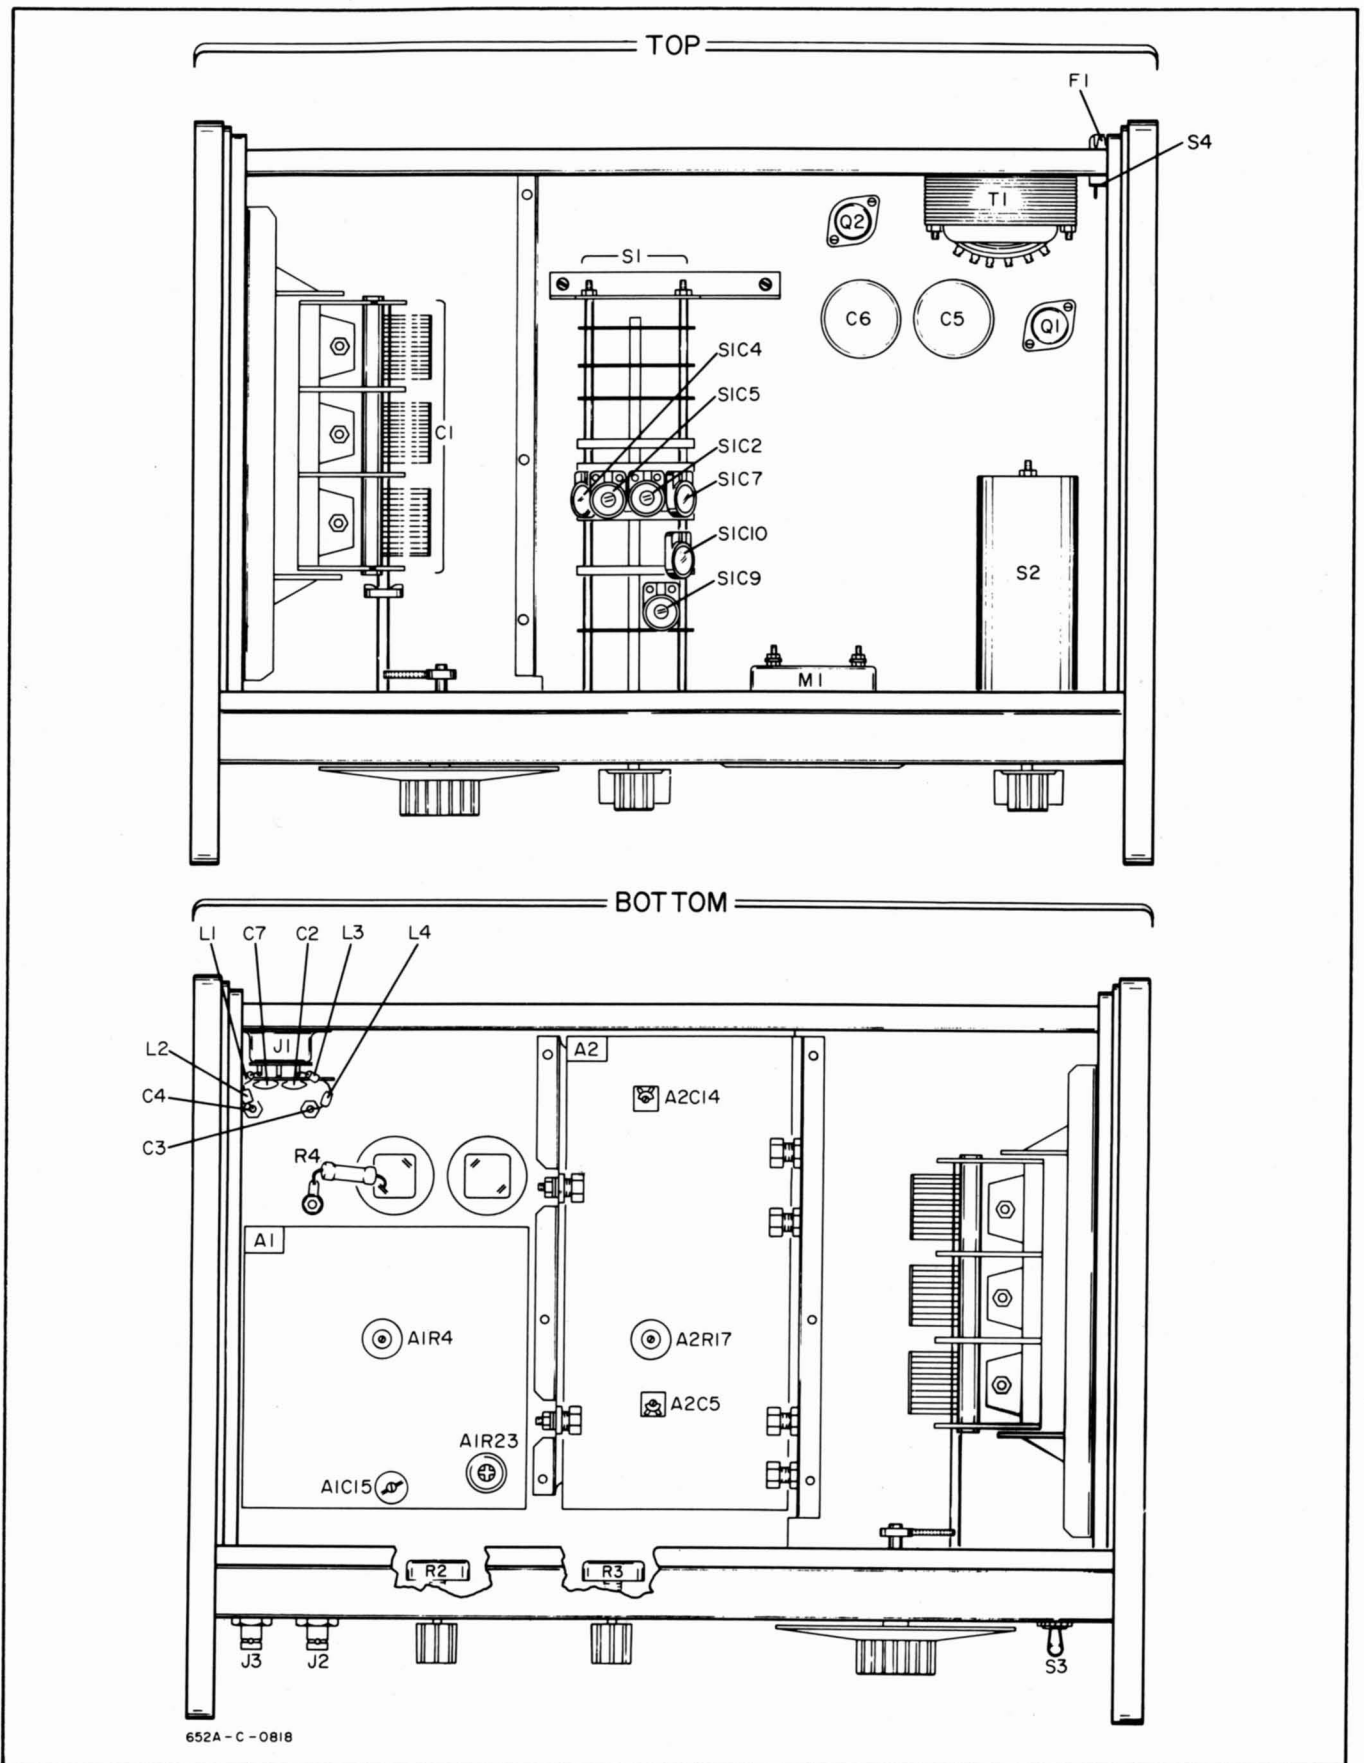 TOP
F1
S4
T1
Q2
S1
C6
C5
Q1
S1C4
S1C5
C1
S1C2
S1C7
S1C10
S1C9
S2
M1
BOTTOM
L1 C7 C2 L3 L4
J1
L2
A2
C4
A2C14
C3
R4
A1
A1R4
A2R17
A2C5
A1R23
A1C15
R2
R3
J3
J2
S3
652A-C-0818